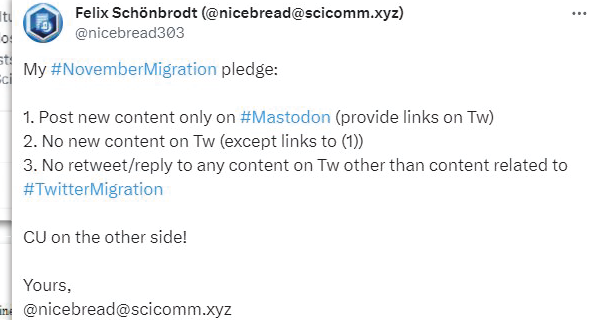 Felix Schönbrodt (@nicebread@scicomm.xyz)
@nicebread303
My #NovemberMigration pledge:
1. Post new content only on #Mastodon (provide links on Tw)
2. No new content on Tw (except links to (1))
3. No retweet/reply to any content on Tw other than content related to
#TwitterMigration
CU on the other side!
Yours,
@nicebread@scicomm.xyz